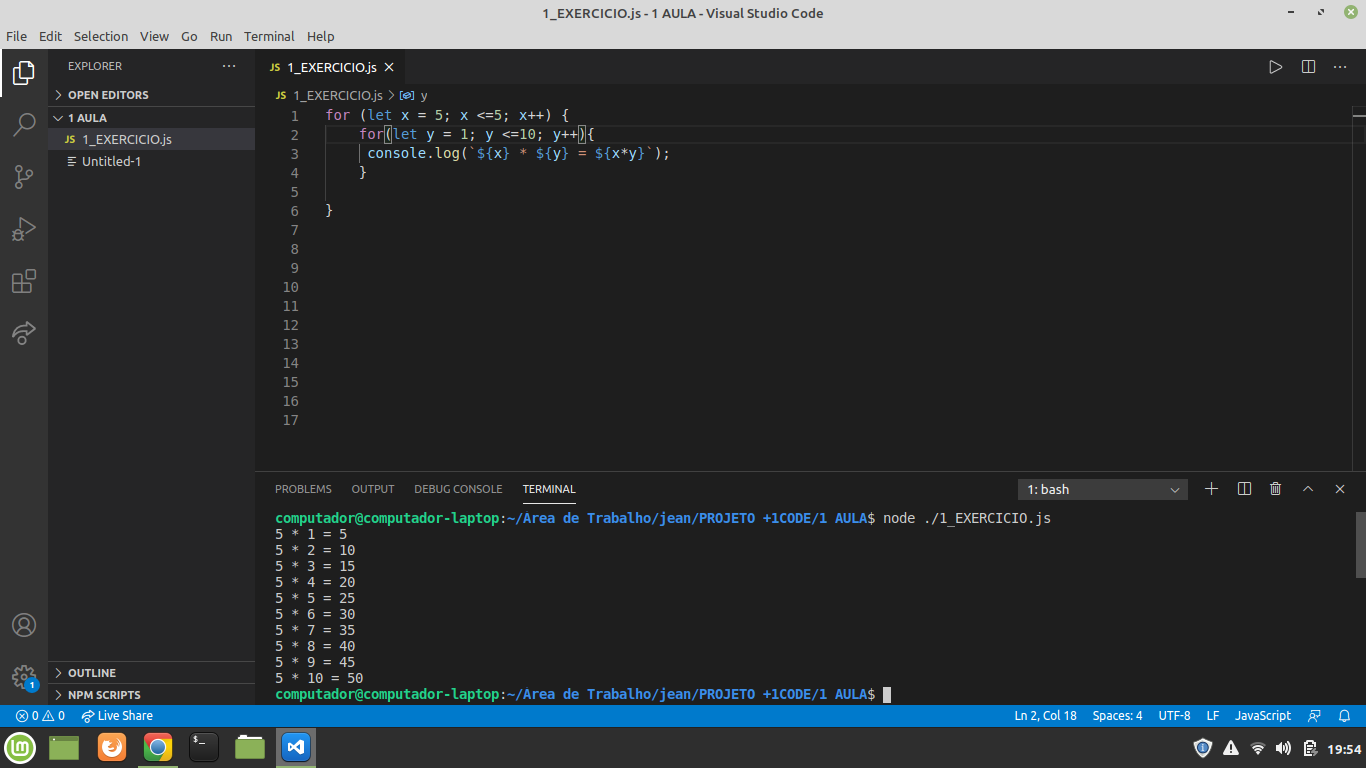 1_EXERCICIO.js - 1 AULA - Visual Studio Code
File Edit Selection View Go Run Terminal Help
EXPLORER
OPEN EDITORS
1 AULA
JS 1_EXERCICIO.js
Untitled-1
OUTLINE
NPM SCRIPTS
1
JS 1_EXERCICIO.js
JS 1_EXERCICIO.js > y
1 for (let x = 5; x <=5; x++) {
2 for(let y = 1; y <=10; y++){
3 console.log(`${x} * ${y} = ${x*y}`);
4 }
5
6 }
7
8
9
10
11
12
13
14
15
16
17
PROBLEMS OUTPUT DEBUG CONSOLE TERMINAL 1: bash
computador@computador-laptop:~/Área de Trabalho/jean/PROJETO +1CODE/1 AULA$ node ./1_EXERCICIO.js
5 * 1 = 5
5 * 2 = 10
5 * 3 = 15
5 * 4 = 20
5 * 5 = 25
5 * 6 = 30
5 * 7 = 35
5 * 8 = 40
5 * 9 = 45
5 * 10 = 50
computador@computador-laptop:~/Área de Trabalho/jean/PROJETO +1CODE/1 AULA$
0 0 Live Share Ln 2, Col 18 Spaces: 4 UTF-8 LF JavaScript
$_ 19:54